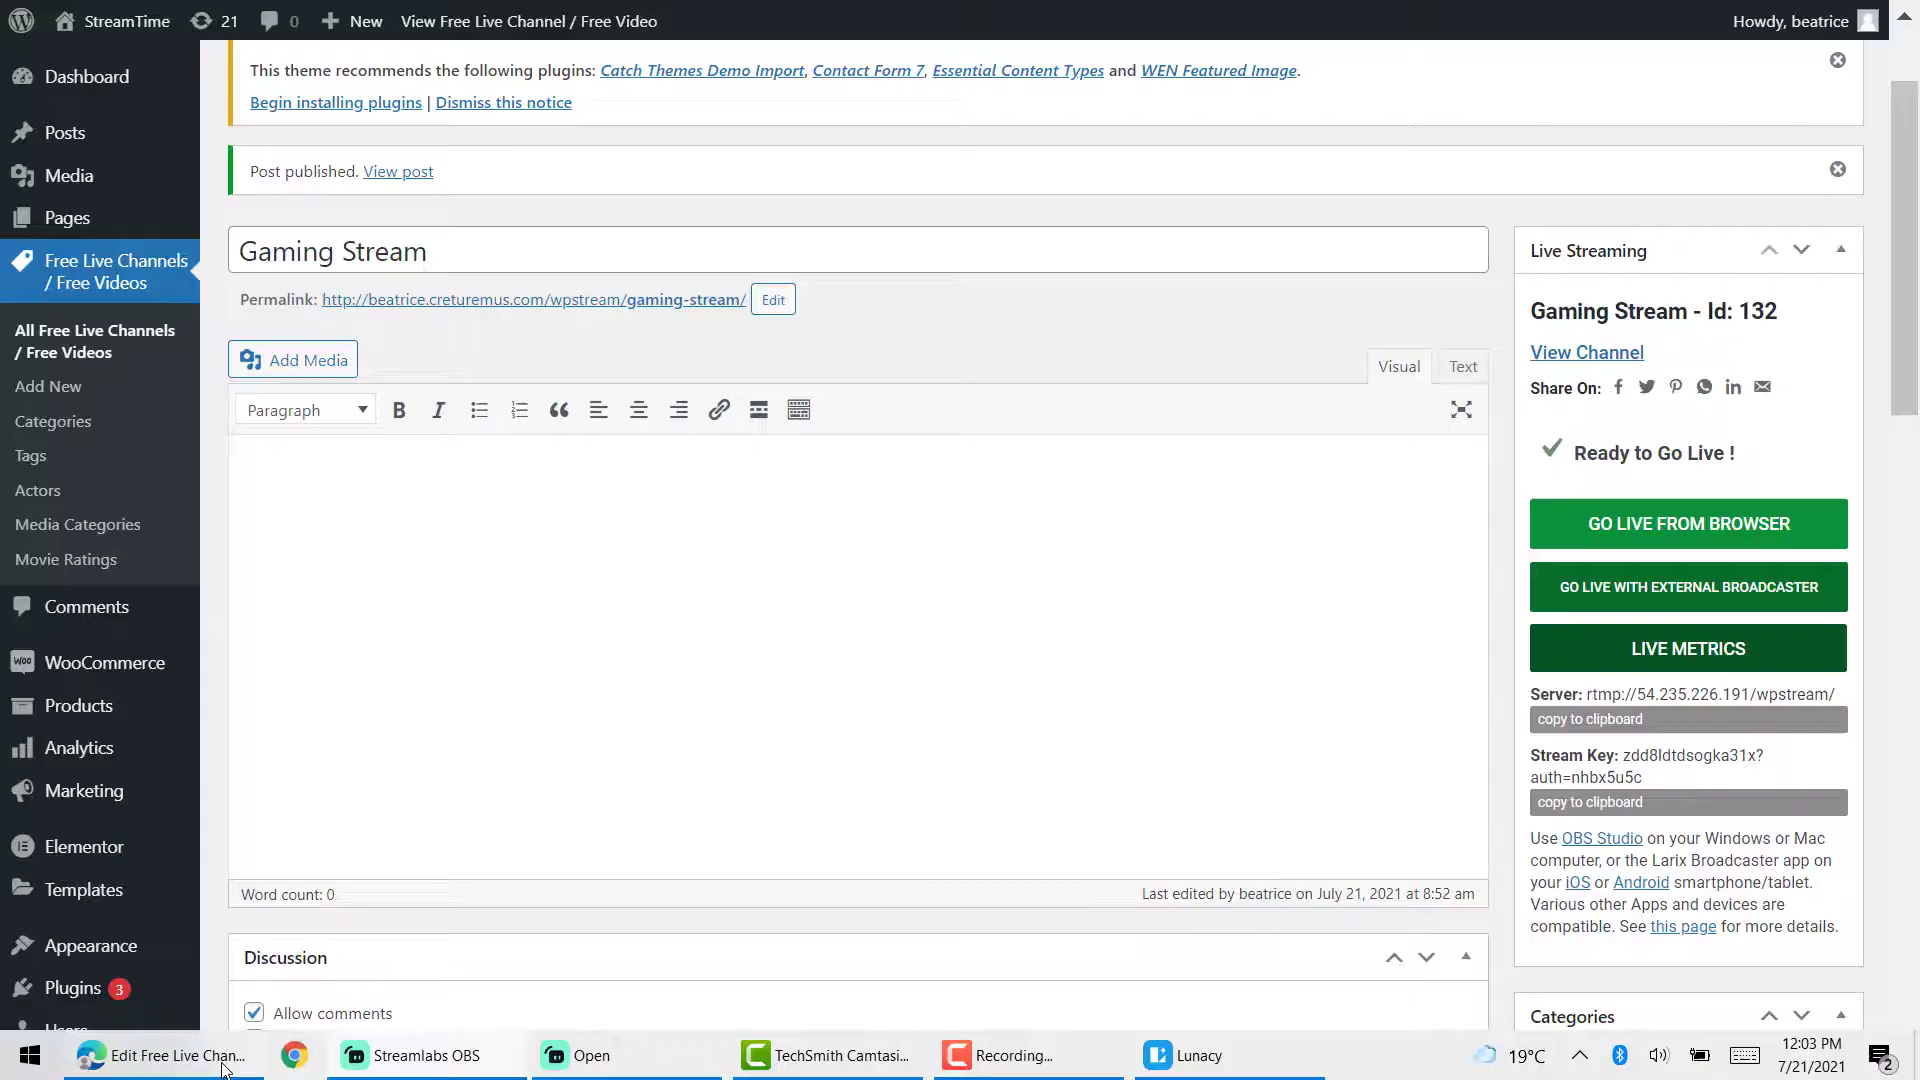 StreamTime 21 0 New View Free Live Channel / Free Video Howdy, beatrice
Dashboard
Posts
Media
Pages
Free Live Channels
/ Free Videos
All Free Live Channels
/ Free Videos
Add New
Categories
Tags
Actors
Media Categories
Movie Ratings
Comments
WooCommerce
Products
Analytics
Marketing
Elementor
Templates
Appearance
Plugins 3
This theme recommends the following plugins: Catch Themes Demo Import, Contact Form 7, Essential Content Types and WEN Featured Image.
Begin installing plugins | Dismiss this notice
Post published. View post
Gaming Stream
Permalink: http://beatrice.creturemus.com/wpstream/gaming-stream/ Edit
Add Media
Visual Text
Paragraph
Word count: 0 Last edited by beatrice on July 21, 2021 at 8:52 am
Discussion
Allow comments
Live Streaming
Gaming Stream - Id: 132
View Channel
Share On:
Ready to Go Live !
GO LIVE FROM BROWSER
GO LIVE WITH EXTERNAL BROADCASTER
LIVE METRICS
Server: rtmp://54.235.226.191/wpstream/
copy to clipboard
Stream Key: zdd8ldtdsogka31x?
auth=nhbx5u5c
copy to clipboard
Use OBS Studio on your Windows or Mac
computer, or the Larix Broadcaster app on
your iOS or Android smartphone/tablet.
Various other Apps and devices are
compatible. See this page for more details.
Categories
Edit Free Live Chan... Streamlabs OBS Open TechSmith Camtasi... Recording... Lunacy 19°C 12:03 PM
7/21/2021 2